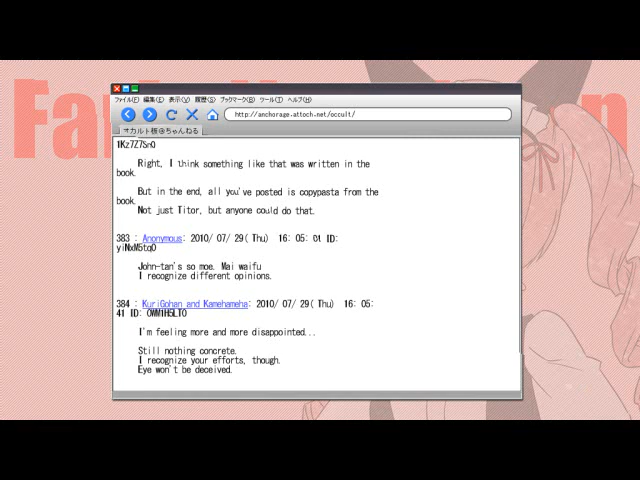 ファイル(F) 編集(E) 表示(V) 履歴(S) ブックマーク(B) ツール(T) ヘルプ(H)
http://anchorage.attoch.net/occult/
オカルト板@ちゃんねる
1Kz7Z7Sr0
Right, I think something like that was written in the
book.
But in the end, all you've posted is copypasta from the
book.
Not just Titor, but anyone could do that.
383 : Anonymous: 2010/ 07/ 29( Thu) 16: 05: 01 ID:
yiNxM5tq0
John-tan's so moe. Mai waifu
I recognize different opinions.
384 : KuriGohan and Kamehameha: 2010/ 07/ 29( Thu) 16: 05:
41 ID: OWM1H5LT0
I'm feeling more and more disappointed...
Still nothing concrete.
I recognize your efforts, though.
Eye won't be deceived.